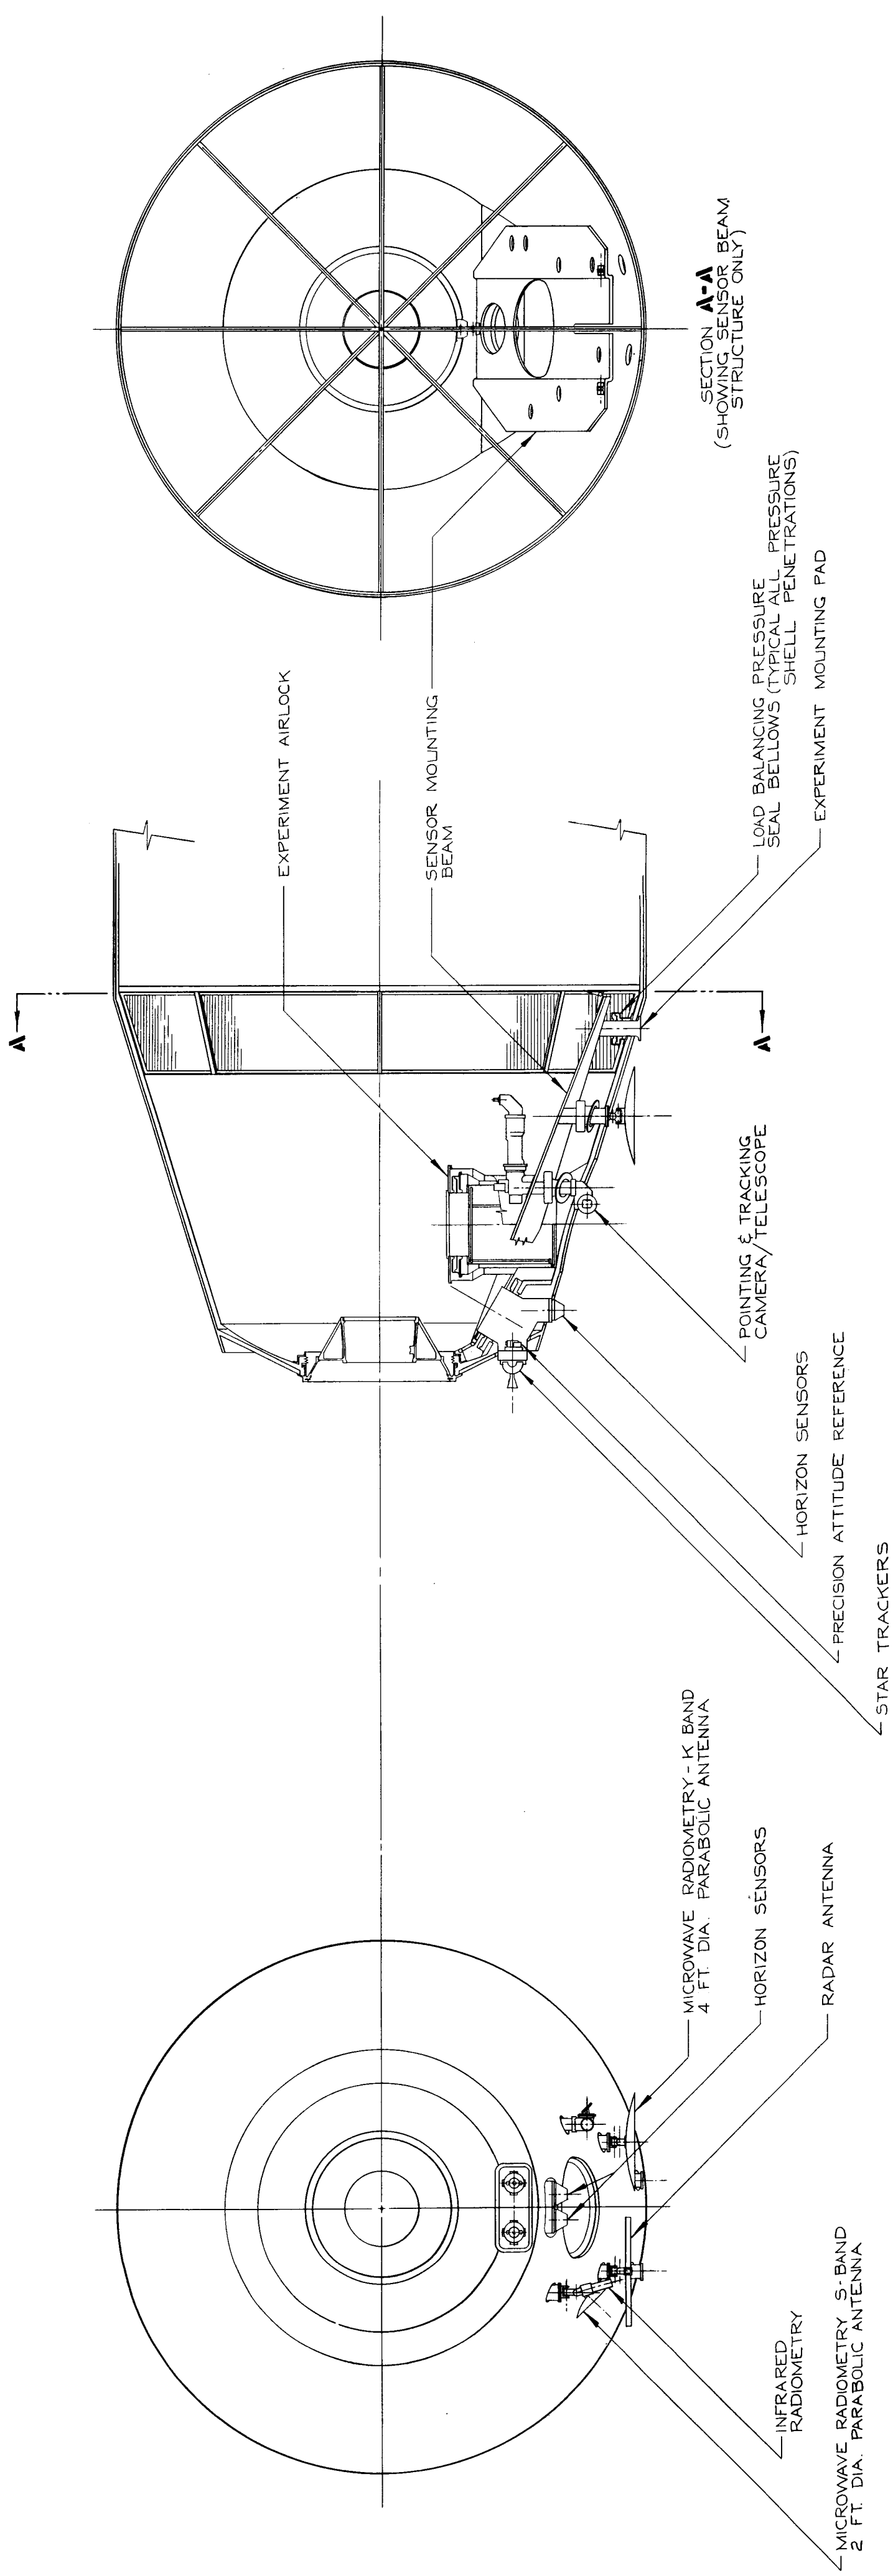 MICROWAVE RADIOMETRY S-BAND
2 FT. DIA. PARABOLIC ANTENNA
INFRARED
RADIOMETRY
MICROWAVE RADIOMETRY-K BAND
4 FT. DIA. PARABOLIC ANTENNA
HORIZON SENSORS
RADAR ANTENNA
STAR TRACKERS
PRECISION ATTITUDE REFERENCE
HORIZON SENSORS
POINTING & TRACKING
CAMERA/TELESCOPE
A
A
EXPERIMENT AIRLOCK
SENSOR MOUNTING
BEAM
LOAD BALANCING PRESSURE
SEAL BELLOWS (TYPICAL ALL PRESSURE
SHELL PENETRATIONS)
EXPERIMENT MOUNTING PAD
SECTION A-A
(SHOWING SENSOR BEAM
STRUCTURE ONLY)